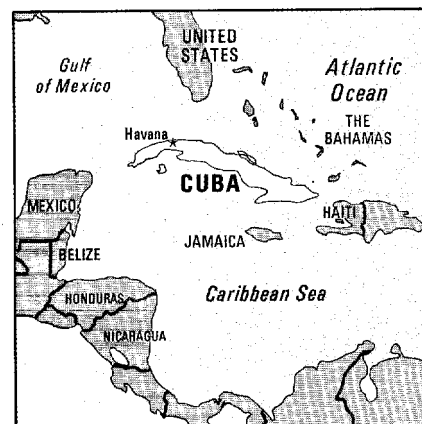 UNITED
STATES
Gulf
of Mexico
Atlantic
Ocean
THE
BAHAMAS
Havana
CUBA
MEXICO
HAITI
JAMAICA
BELIZE
HONDURAS
Caribbean Sea
NICARAGUA